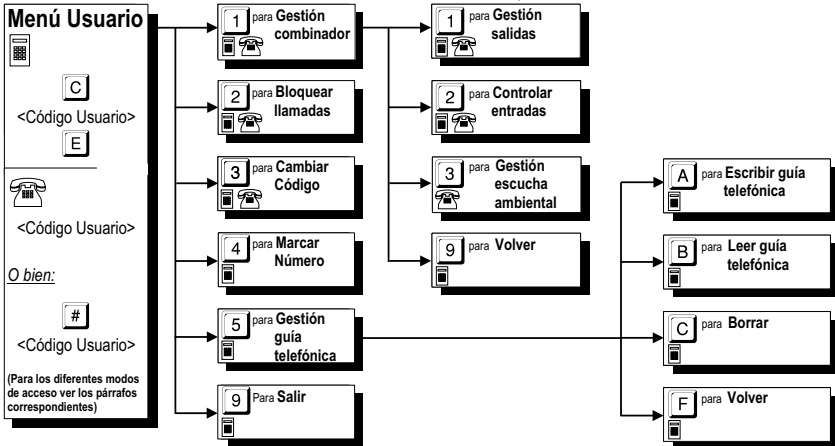 Menú Usuario
C
<Código Usuario>
E
<Código Usuario>
O bien:
#
<Código Usuario>
(Para los diferentes modos
de acceso ver los párrafos
correspondientes)
1 para Gestión
combinador
2 para Bloquear
llamadas
3 para Cambiar
Código
4 para Marcar
Número
5 para Gestión
guía
telefónica
9 Para Salir
1 para Gestión
salidas
2 para Controlar
entradas
3 para Gestión
escucha
ambiental
9 para Volver
A para Escribir guía
telefónica
B para Leer guía
telefónica
C para Borrar
F para Volver